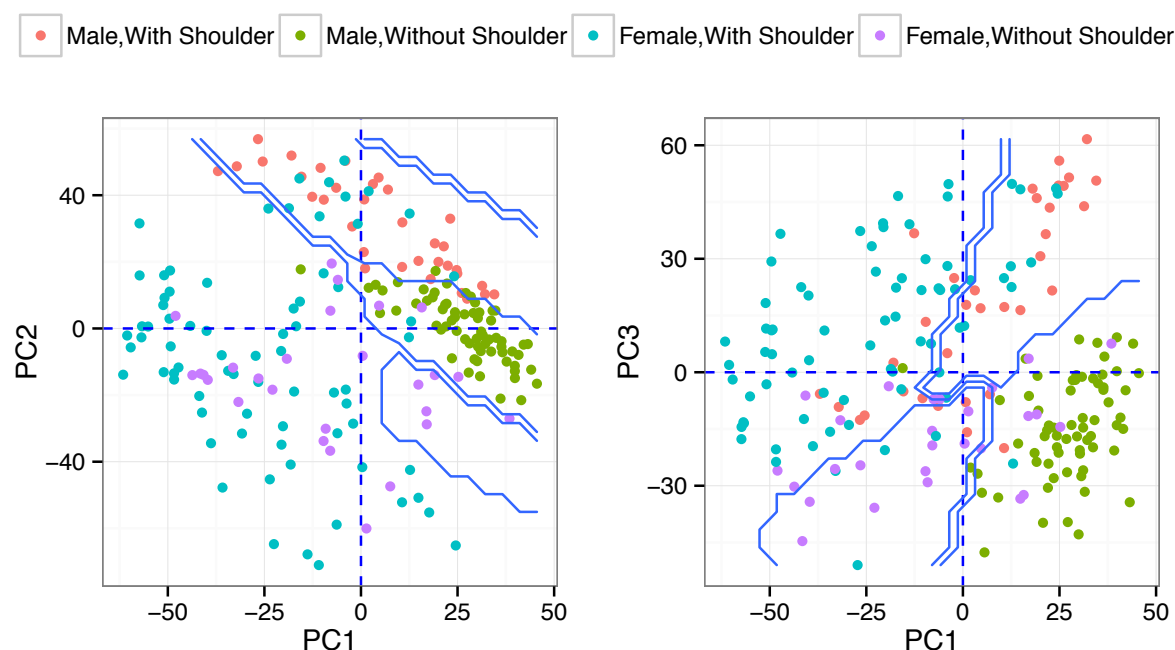 Male,With Shoulder Male,Without Shoulder Female,With Shoulder Female,Without Shoulder
40
0
−40
PC2
−50 −25 0 25 50
PC1
60
30
0
−30
PC3
−50 −25 0 25 50
PC1